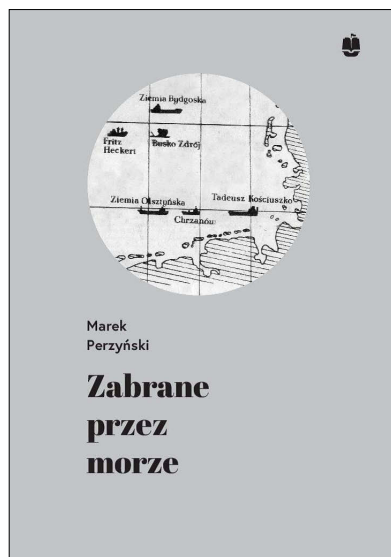 Ziemia Bydgoska
Fritz
Heckert
Busko Zdrój
Ziemia Olsztyńska
Tadeusz Kościuszko
Chrzanów
Marek
Perzyński
Zabrane
przez
morze